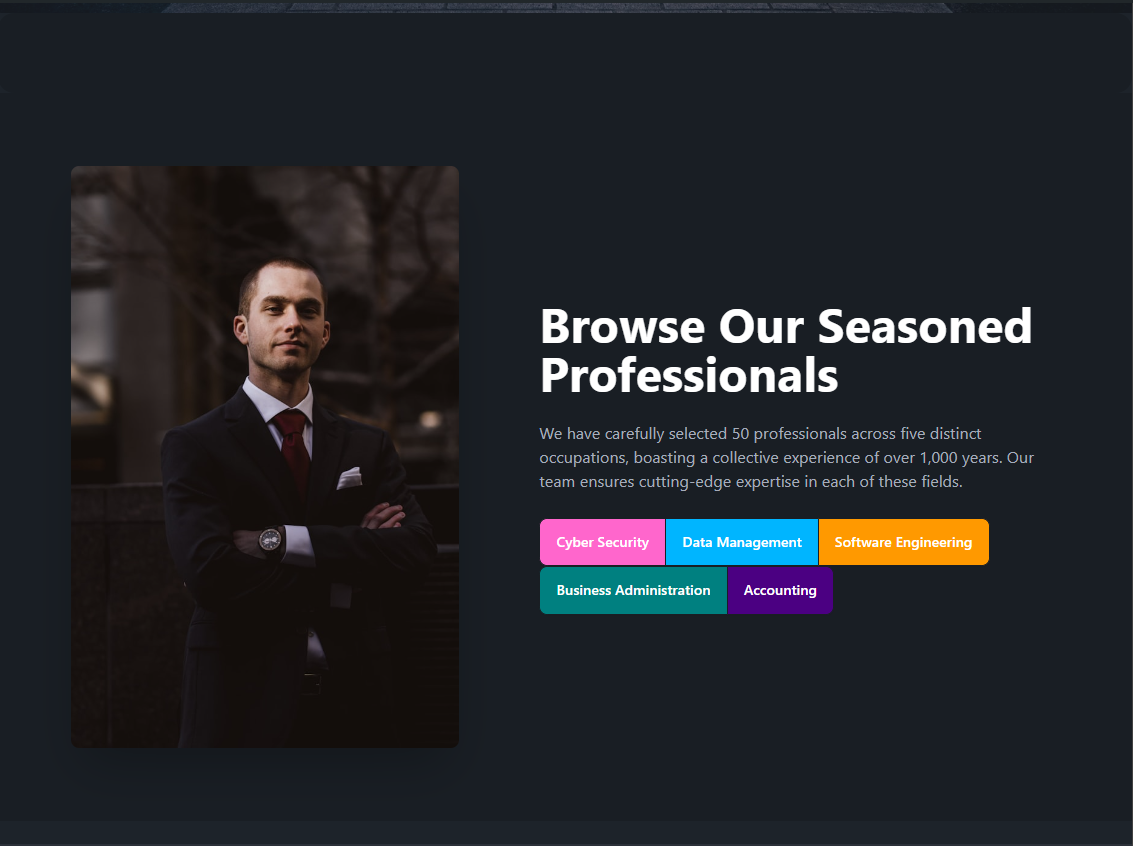 Browse Our Seasoned
Professionals
We have carefully selected 50 professionals across five distinct
occupations, boasting a collective experience of over 1,000 years. Our
team ensures cutting-edge expertise in each of these fields.
Cyber Security Data Management Software Engineering
Business Administration Accounting